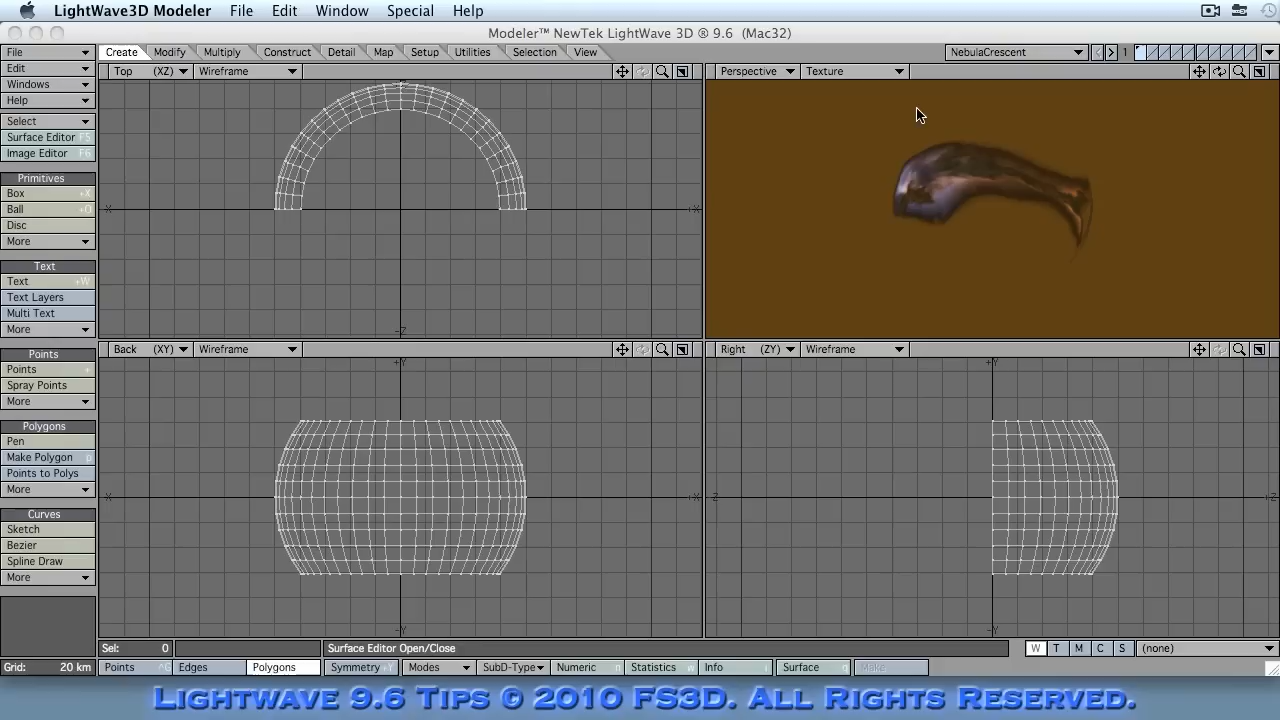 LightWave3D Modeler File Edit Window Special Help
Modeler™ NewTek LightWave 3D ® 9.6 (Mac32)
File Create Modify Multiply Construct Detail Map Setup Utilities Selection View NebulaCrescent 1
Edit Top (XZ) Wireframe Perspective Texture
Windows
Help
Select
Surface Editor F5
Image Editor F6
Primitives
Box +X
Ball +O
Disc
More
X +X
Text
Text +W
Text Layers
Multi Text
More
-Z
Points Back (XY) Wireframe Right (ZY) Wireframe
+Y +Y
Points +
Spray Points
More
Polygons
Pen
Make Polygon p
Points to Polys
More
X +X Z +Z
Curves
Sketch
Bezier
Spline Draw
More
-Y -Y
Sel: 0 Surface Editor Open/Close W T M C S (none)
Grid: 20 km Points ^G Edges Polygons Symmetry +Y Modes SubD-Type Numeric n Statistics w Info i Surface q Make
Lightwave 9.6 Tips © 2010 FS3D. All Rights Reserved.